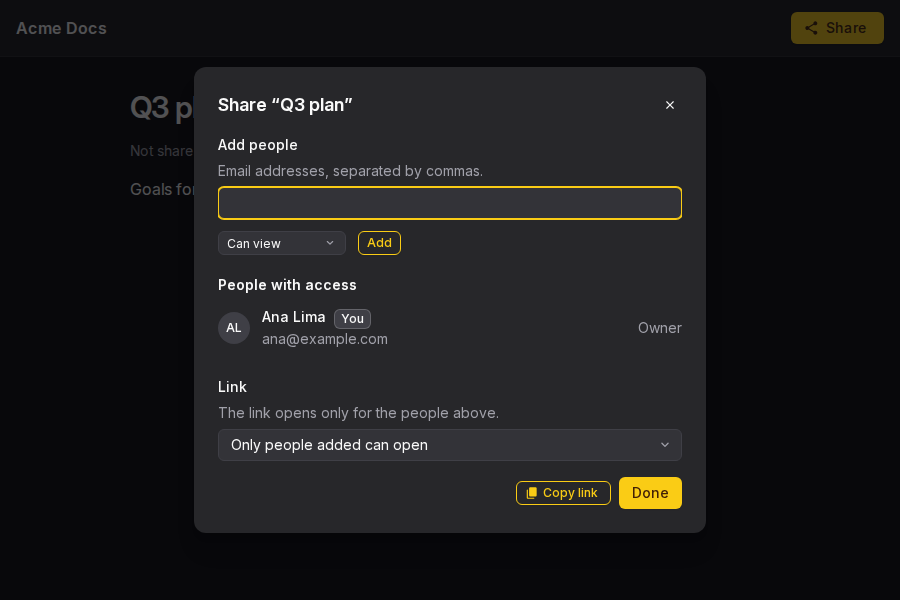 Acme Docs
Share
Q3 p
Not share
Goals for
Share “Q3 plan”
Add people
Email addresses, separated by commas.
Can view
Add
People with access
AL
Ana Lima
You
ana@example.com
Owner
Link
The link opens only for the people above.
Only people added can open
Copy link
Done